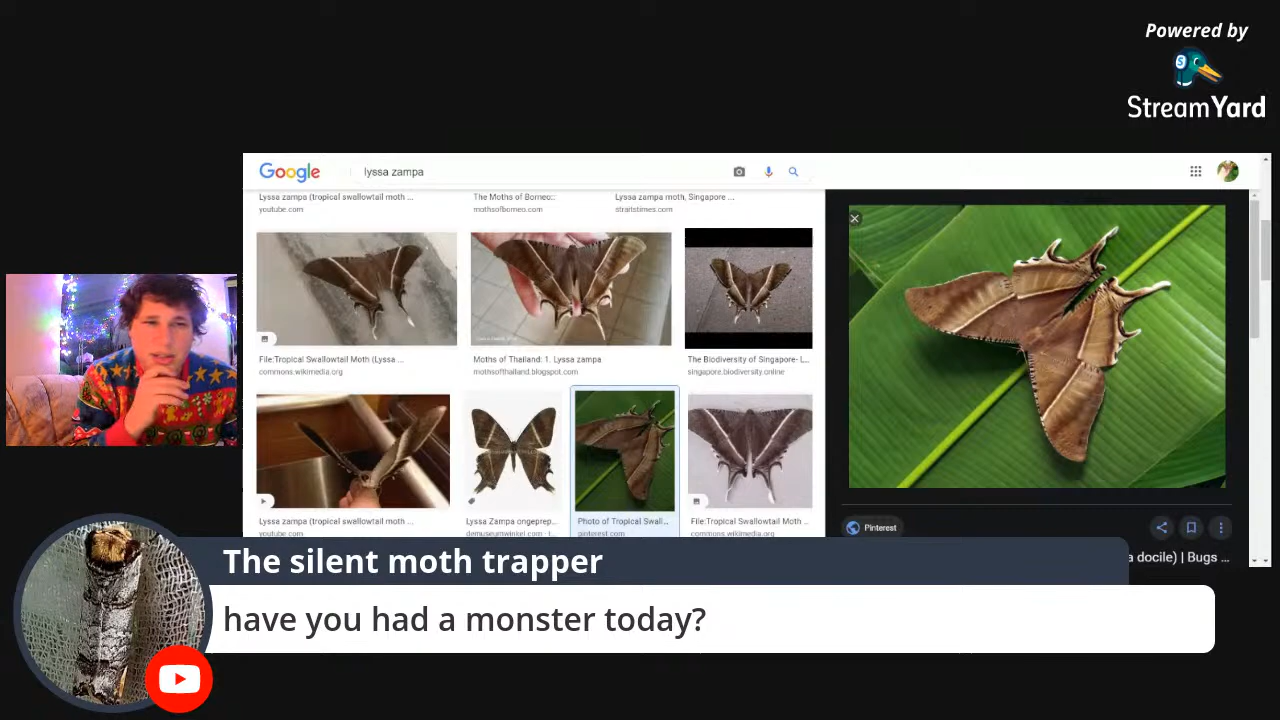 Powered by
StreamYard
Google
lyssa zampa
Lyssa zampa (tropical swallowtail moth ...
youtube.com
The Moths of Borneo::
mothsofborneo.com
Lyssa zampa moth, Singapore ...
straitstimes.com
File:Tropical Swallowtail Moth (Lyssa ...
commons.wikimedia.org
Moths of Thailand: 1. Lyssa zampa
mothsofthailand.blogspot.com
The Biodiversity of Singapore- L...
singapore.biodiversity.online
Lyssa zampa (tropical swallowtail moth ...
youtube.com
Lyssa Zampa ongeprep...
demuseumwinkel.com
Photo of Tropical Swall...
pinterest.com
File:Tropical Swallowtail Moth ...
commons.wikimedia.org
Pinterest
a docile) | Bugs ...
The silent moth trapper
have you had a monster today?